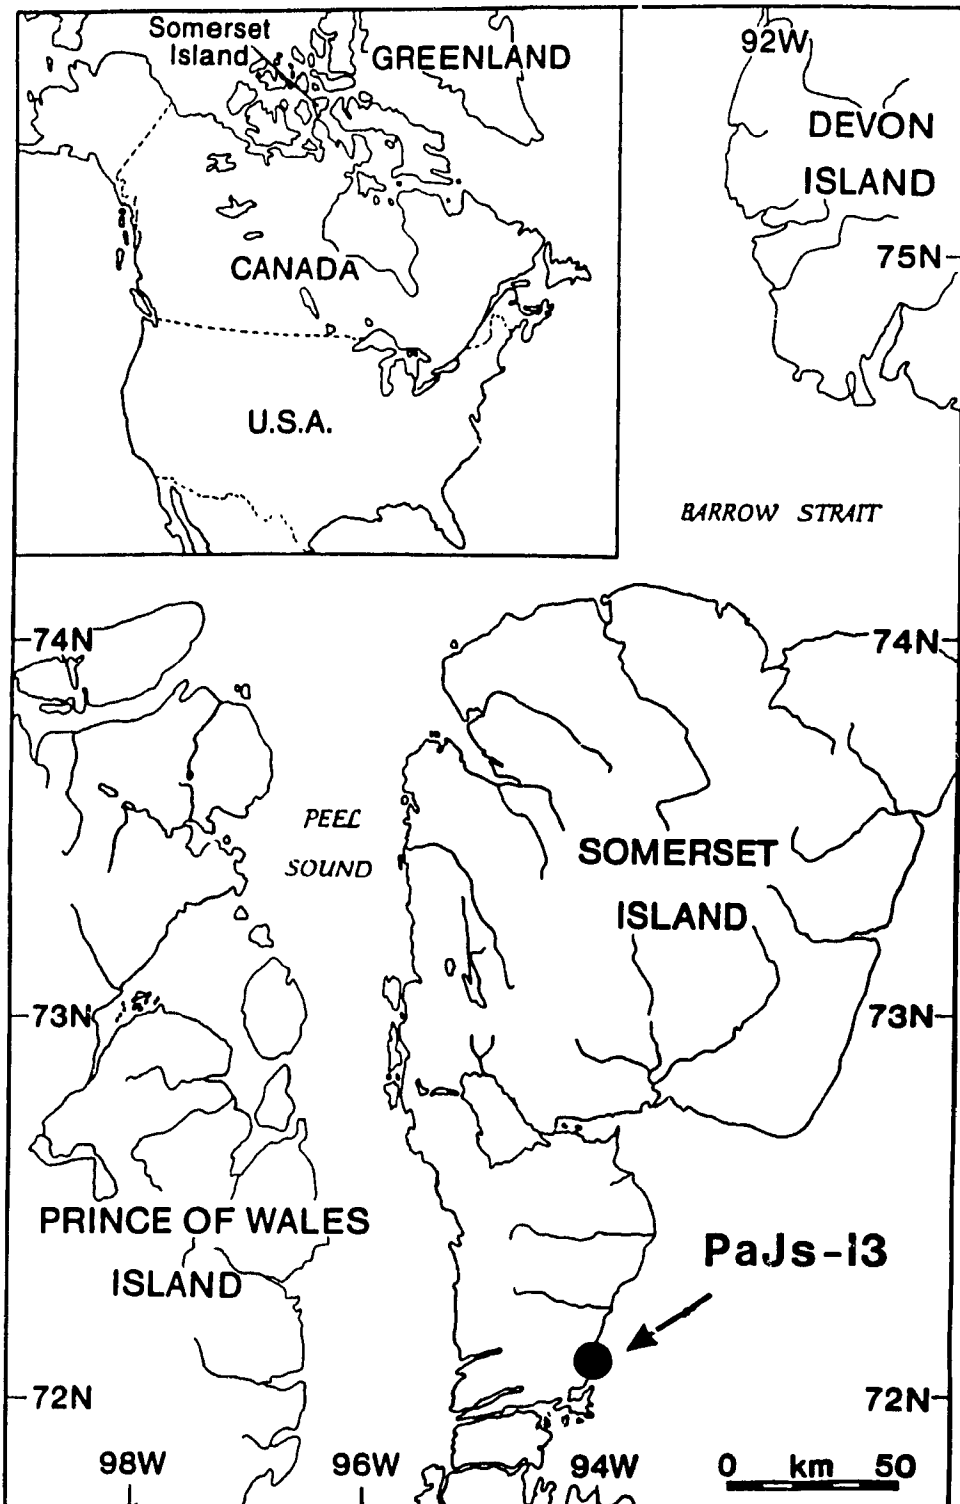 Somerset
Island
GREENLAND
CANADA
U.S.A.
92W
DEVON
ISLAND
75N
BARROW STRAIT
74N
74N
PEEL
SOUND
SOMERSET
ISLAND
73N
73N
PRINCE OF WALES
ISLAND
PaJs-13
72N
72N
98W
96W
94W
0 km 50